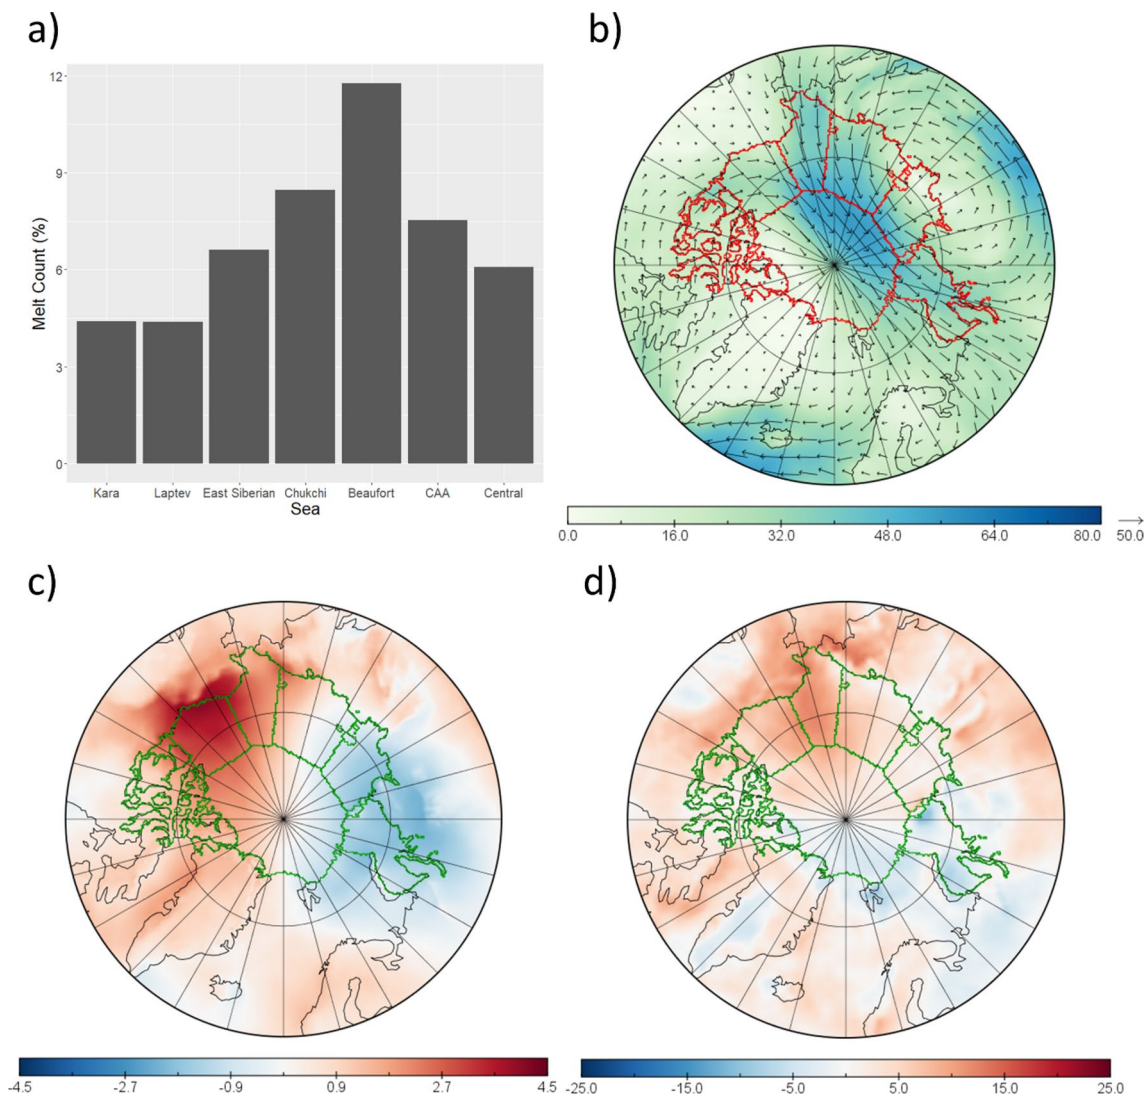 a)
12
9
6
3
0
Melt Count (%)
Kara Laptev East Siberian Chukchi Beaufort CAA Central
Sea
b)
0.0 16.0 32.0 48.0 64.0 80.0 50.0
c)
-4.5 -2.7 -0.9 0.9 2.7 4.5
d)
-25.0 -15.0 -5.0 5.0 15.0 25.0